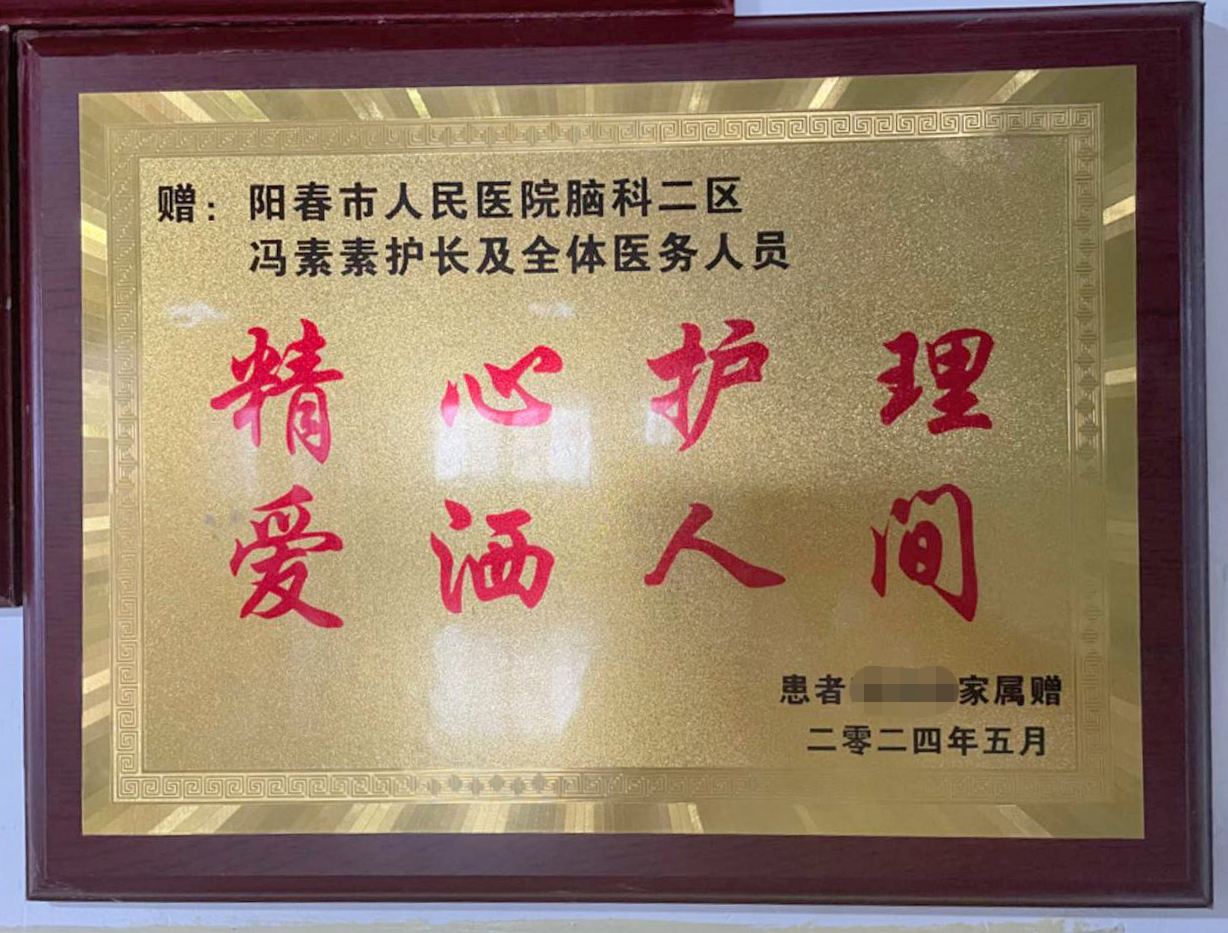 赠：阳春市人民医院脑科二区
冯素素护长及全体医务人员
精心护理
爱洒人间
患者家属赠
二零二四年五月